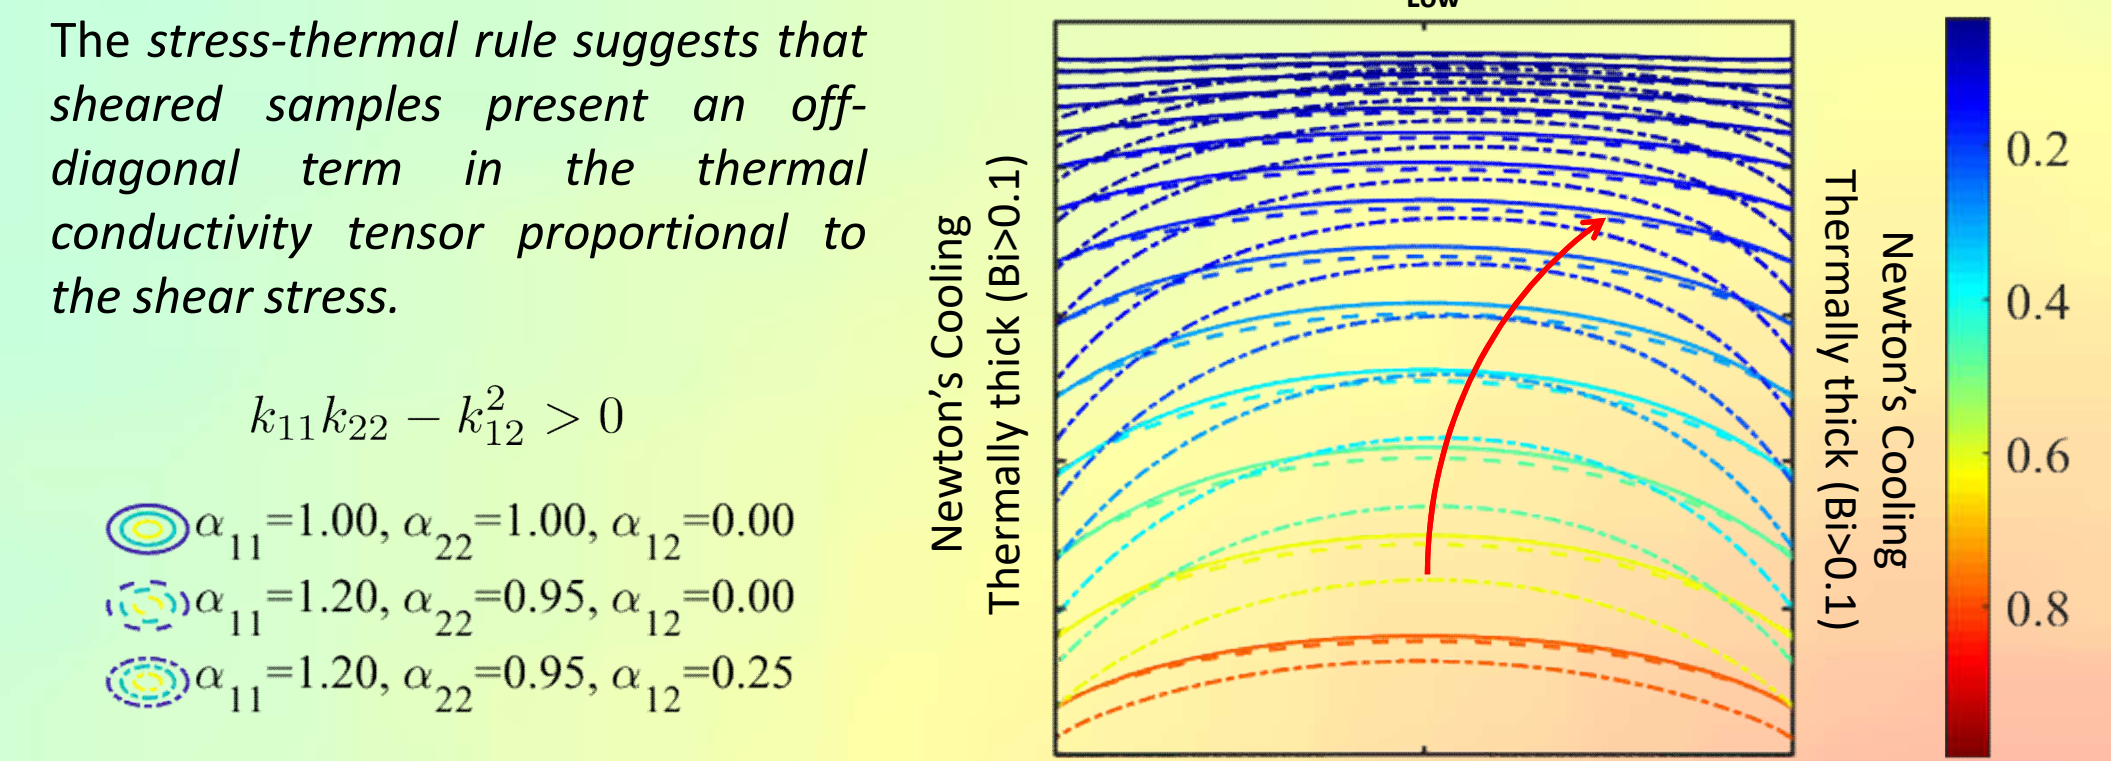 The stress-thermal rule suggests that
sheared samples present an off-
diagonal term in the thermal
conductivity tensor proportional to
the shear stress.
k₁₁k₂₂ − k₁₂² > 0
α₁₁=1.00, α₂₂=1.00, α₁₂=0.00
α₁₁=1.20, α₂₂=0.95, α₁₂=0.00
α₁₁=1.20, α₂₂=0.95, α₁₂=0.25
Low
Newton’s Cooling
Thermally thick (Bi>0.1)
Newton’s Cooling
Thermally thick (Bi>0.1)
0.2
0.4
0.6
0.8